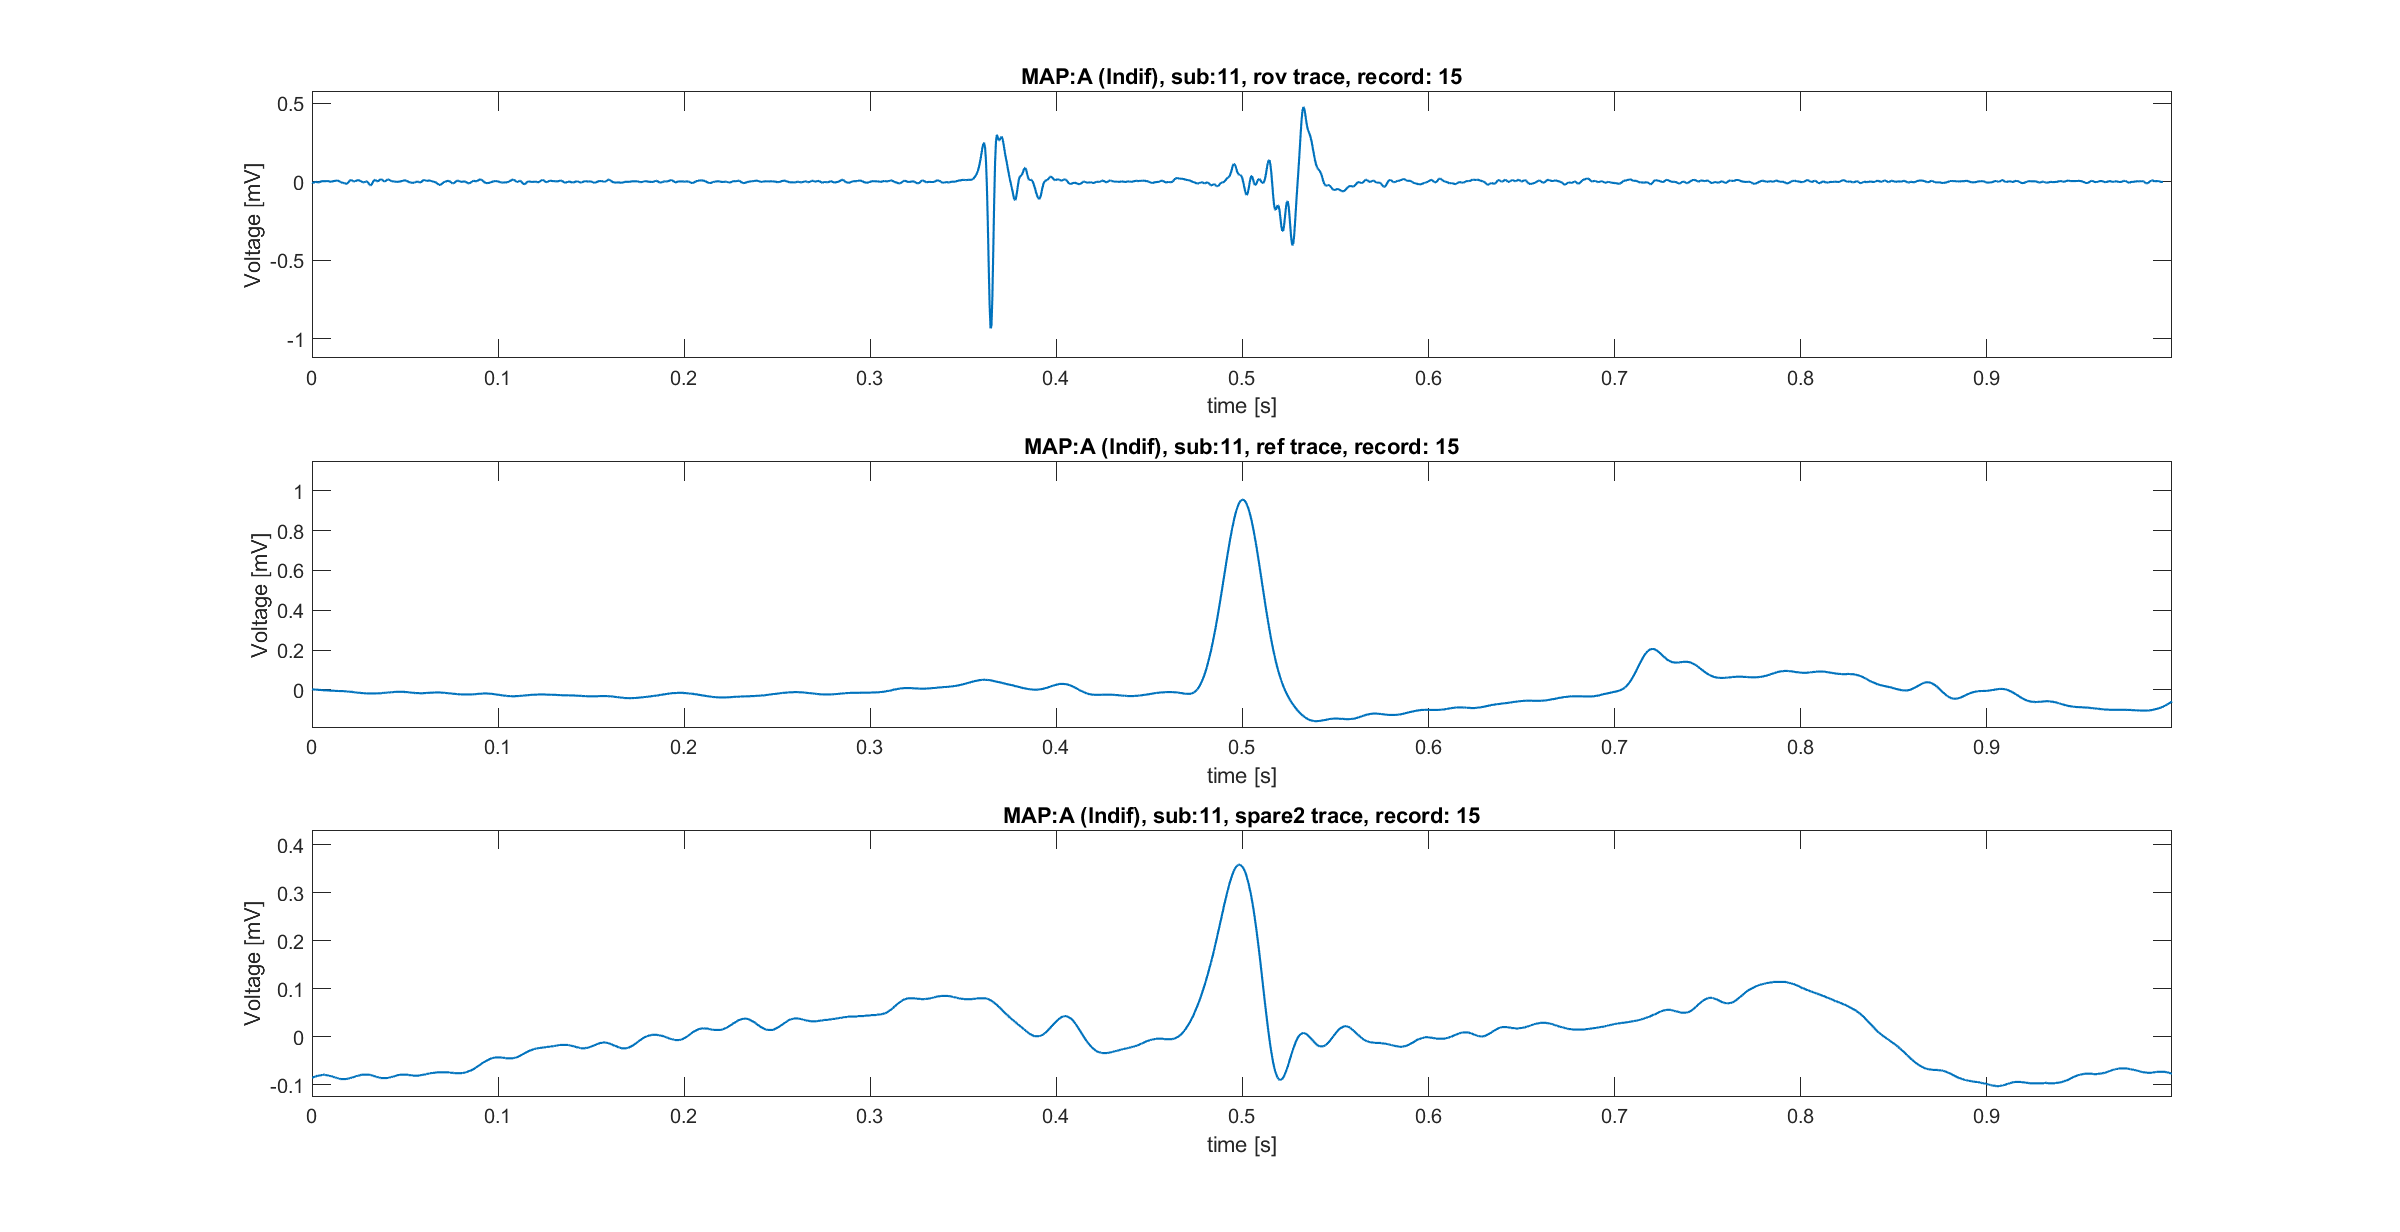 MAP:A (Indif), sub:11, rov trace, record: 15
0.5
0
-0.5
-1
Voltage [mV]
0 0.1 0.2 0.3 0.4 0.5 0.6 0.7 0.8 0.9
time [s]
MAP:A (Indif), sub:11, ref trace, record: 15
1
0.8
0.6
0.4
0.2
0
Voltage [mV]
0 0.1 0.2 0.3 0.4 0.5 0.6 0.7 0.8 0.9
time [s]
MAP:A (Indif), sub:11, spare2 trace, record: 15
0.4
0.3
0.2
0.1
0
-0.1
Voltage [mV]
0 0.1 0.2 0.3 0.4 0.5 0.6 0.7 0.8 0.9
time [s]